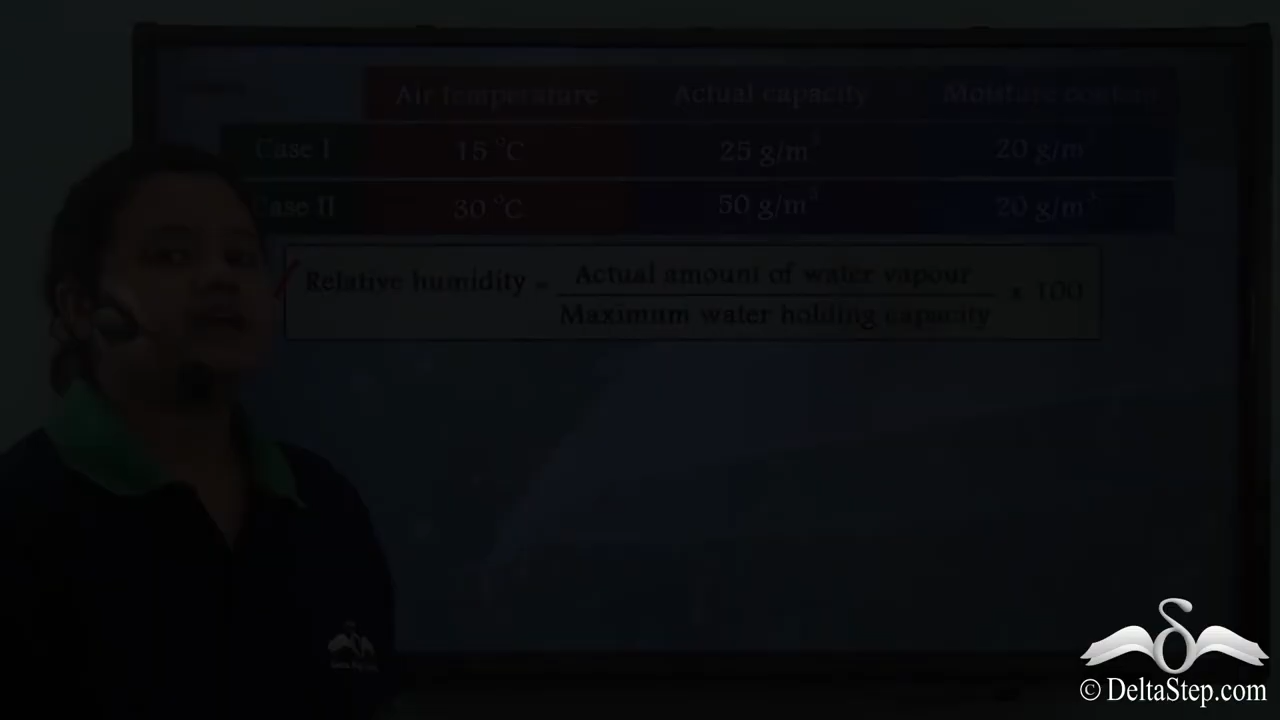 Air temperature Actual capacity Moisture content
Case I 15 °C 25 g/m³ 20 g/m³
Case II 30 °C 50 g/m³ 20 g/m³
Relative humidity = Actual amount of water vapour / Maximum water holding capacity x 100
© DeltaStep.com